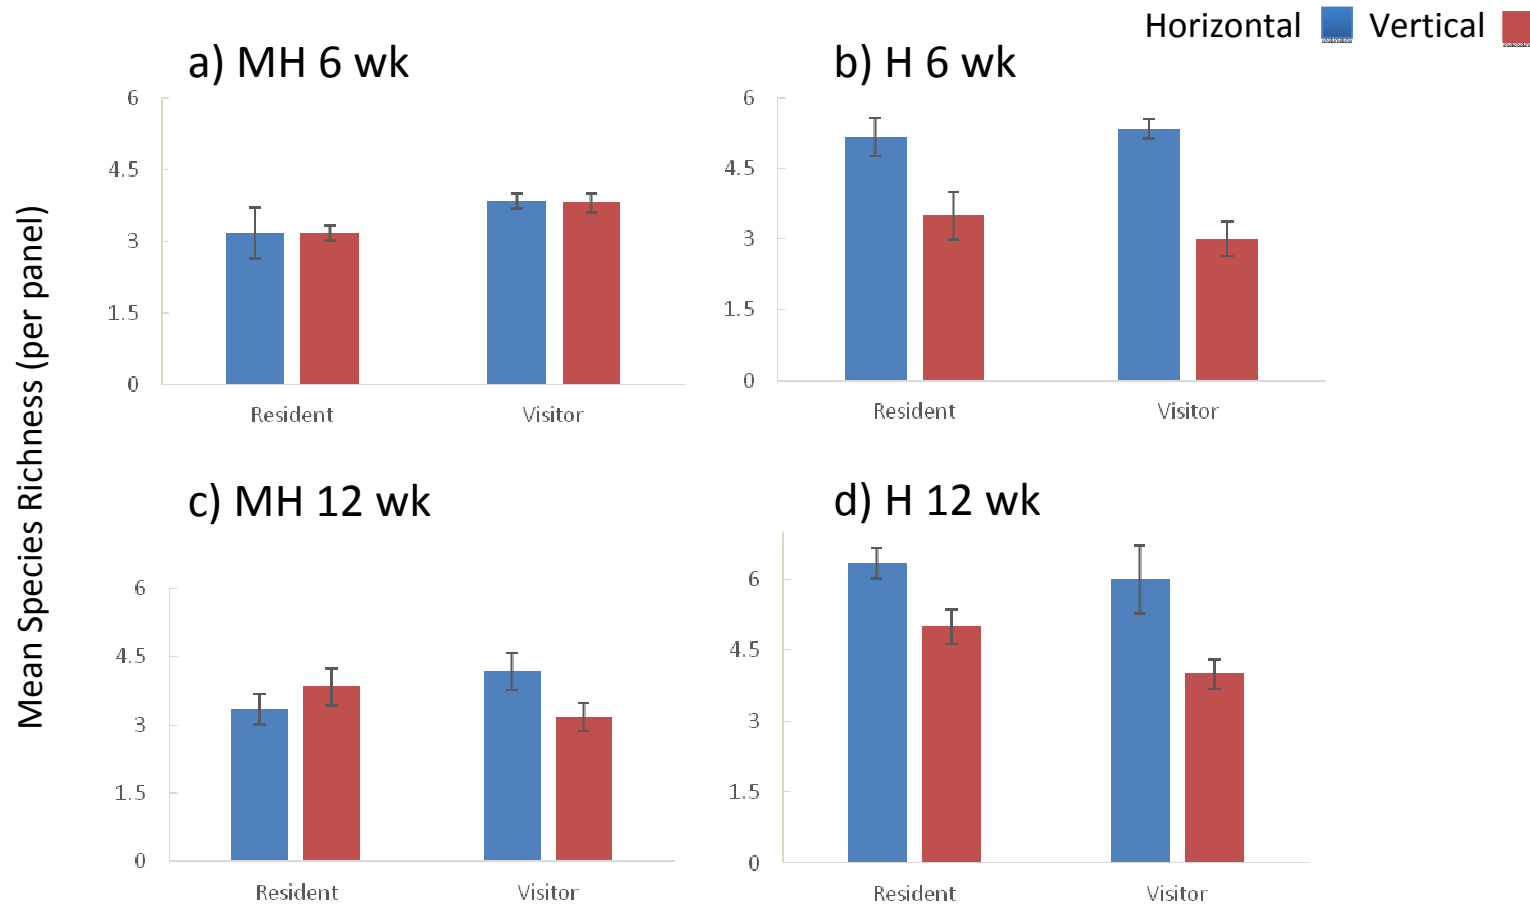 Horizontal Vertical
a) MH 6 wk
b) H 6 wk
Mean Species Richness (per panel)
6
4.5
3
1.5
0
Resident Visitor
6
4.5
3
1.5
0
Resident Visitor
c) MH 12 wk
d) H 12 wk
6
4.5
3
1.5
0
Resident Visitor
6
4.5
3
1.5
0
Resident Visitor